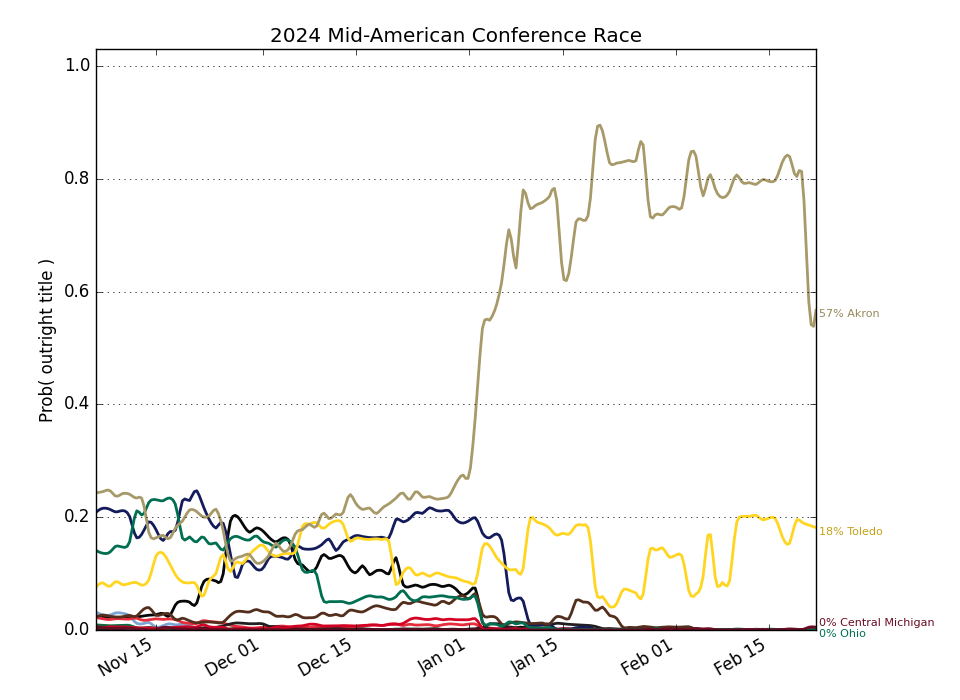 2024 Mid-American Conference Race
Prob( outright title )
1.0
0.8
0.6
0.4
0.2
0.0
57% Akron
18% Toledo
0% Central Michigan
0% Ohio
Nov 15
Dec 01
Dec 15
Jan 01
Jan 15
Feb 01
Feb 15